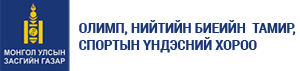 МОНГОЛ УЛСЫН
ЗАСГИЙН ГАЗАР
ОЛИМП, НИЙТИЙН БИЕИЙН ТАМИР,
СПОРТЫН ҮНДЭСНИЙ ХОРОО